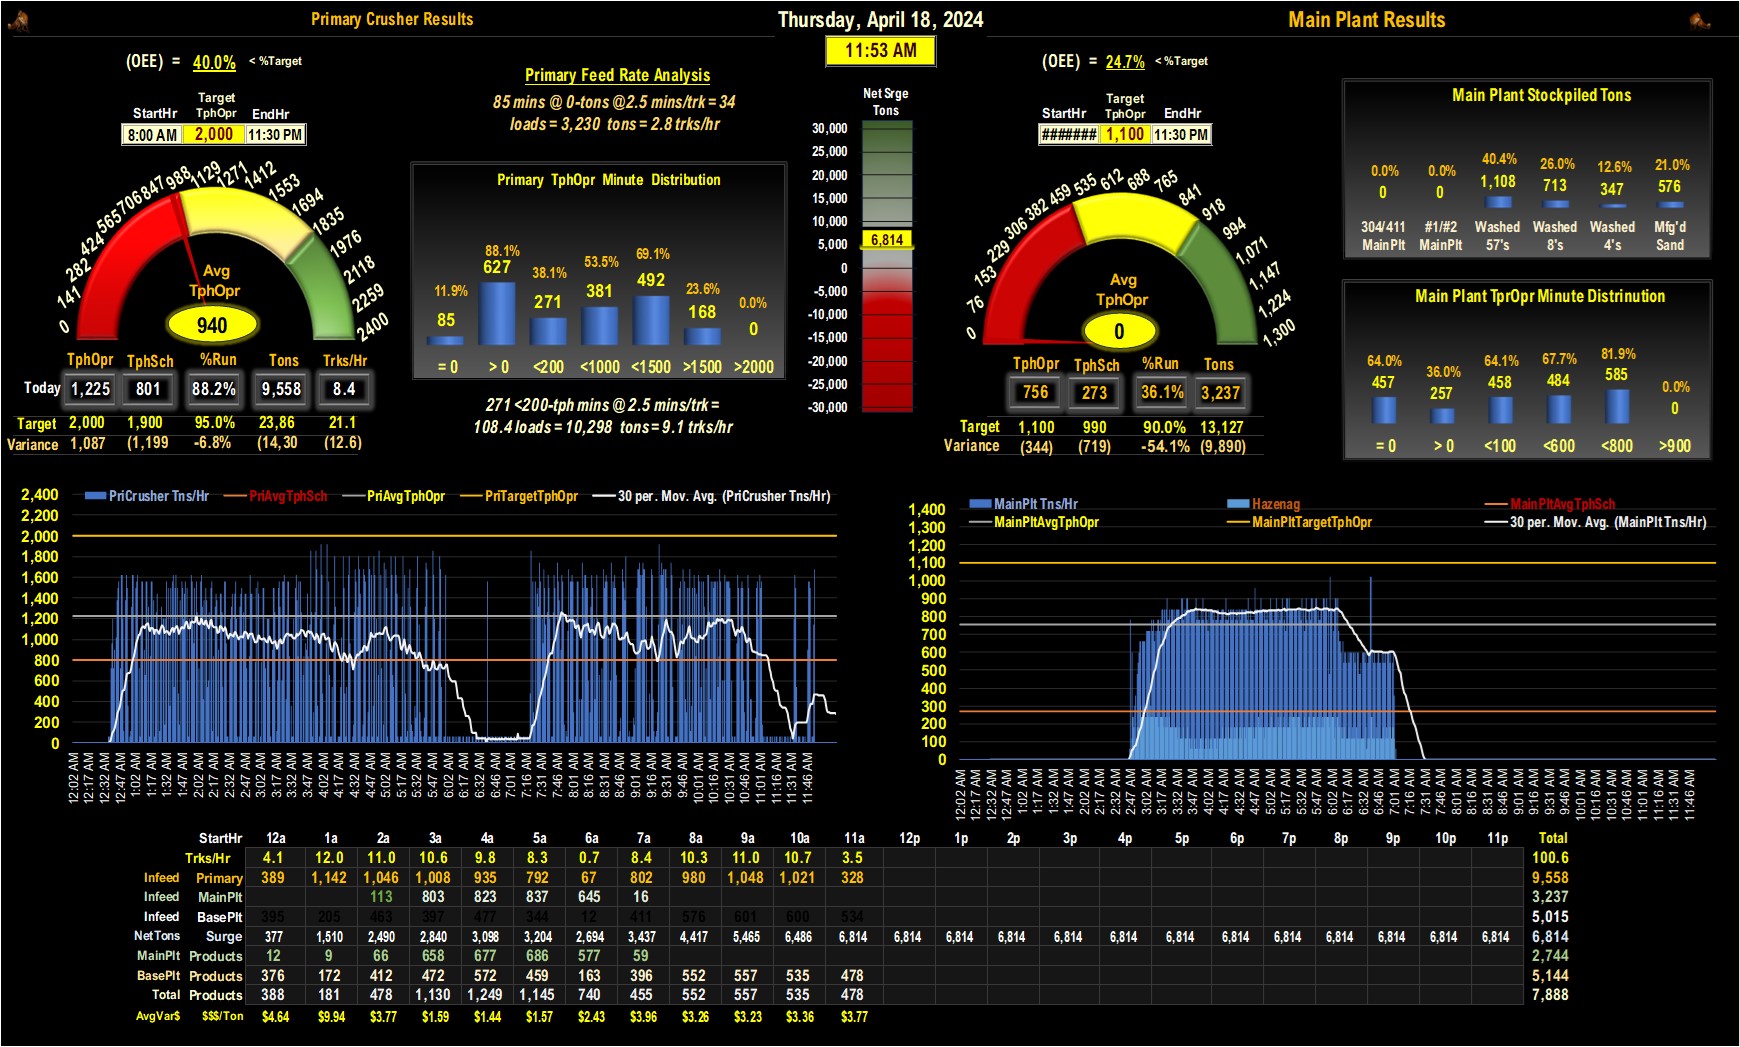 Primary Crusher Results
Thursday, April 18, 2024
Main Plant Results
11:53 AM
(OEE) = 40.0% < %Target
Target
StartHr TphOpr EndHr
8:00 AM 2,000 11:30 PM
0 141 282 424 565 706 847 988 1129 1271 1412 1553 1694 1835 1976 2118 2259 2400
Avg
TphOpr
940
TphOpr TphSch %Run Tons Trks/Hr
Today 1,225 801 88.2% 9,558 8.4
Target 2,000 1,900 95.0% 23,86 21.1
Variance 1,087 (1,199 -6.8% (14,30 (12.6)
Primary Feed Rate Analysis
85 mins @ 0-tons @2.5 mins/trk = 34
loads = 3,230 tons = 2.8 trks/hr
Primary TphOpr Minute Distribution
11.9% 88.1% 38.1% 53.5% 69.1% 23.6% 0.0%
85 627 271 381 492 168 0
= 0 > 0 <200 <1000 <1500 >1500 >2000
271 <200-tph mins @ 2.5 mins/trk =
108.4 loads = 10,298 tons = 9.1 trks/hr
Net Srge
Tons
30,000
25,000
20,000
15,000
10,000
5,000
0
-5,000
-10,000
-15,000
-20,000
-25,000
-30,000
6,814
(OEE) = 24.7% < %Target
Target
StartHr TphOpr EndHr
####### 1,100 11:30 PM
0 76 153 229 306 382 459 535 612 688 765 841 918 994 1,071 1,147 1,224 1,300
Avg
TphOpr
0
TphOpr TphSch %Run Tons
756 273 36.1% 3,237
Target 1,100 990 90.0% 13,127
Variance (344) (719) -54.1% (9,890)
Main Plant Stockpiled Tons
0.0% 0.0% 40.4% 26.0% 12.6% 21.0%
0 0 1,108 713 347 576
304/411 #1/#2 Washed Washed Washed Mfg'd
MainPlt MainPlt 57's 8's 4's Sand
Main Plant TprOpr Minute Distrinution
64.0% 36.0% 64.1% 67.7% 81.9% 0.0%
457 257 458 484 585 0
= 0 > 0 <100 <600 <800 >900
PriCrusher Tns/Hr PriAvgTphSch PriAvgTphOpr PriTargetTphOpr 30 per. Mov. Avg. (PriCrusher Tns/Hr)
2,400
2,200
2,000
1,800
1,600
1,400
1,200
1,000
800
600
400
200
0
12:02 AM 12:17 AM 12:32 AM 12:47 AM 1:02 AM 1:17 AM 1:32 AM 1:47 AM 2:02 AM 2:17 AM 2:32 AM 2:47 AM 3:02 AM 3:17 AM 3:32 AM 3:47 AM 4:02 AM 4:17 AM 4:32 AM 4:47 AM 5:02 AM 5:17 AM 5:32 AM 5:47 AM 6:02 AM 6:17 AM 6:32 AM 6:46 AM 7:01 AM 7:16 AM 7:31 AM 7:46 AM 8:01 AM 8:16 AM 8:31 AM 8:46 AM 9:01 AM 9:16 AM 9:31 AM 9:46 AM 10:01 AM 10:16 AM 10:31 AM 10:46 AM 11:01 AM 11:16 AM 11:31 AM 11:46 AM
MainPlt Tns/Hr Hazenag MainPltAvgTphSch
MainPltAvgTphOpr MainPltTargetTphOpr 30 per. Mov. Avg. (MainPlt Tns/Hr)
1,400
1,300
1,200
1,100
1,000
900
800
700
600
500
400
300
200
100
0
12:02 AM 12:17 AM 12:32 AM 12:47 AM 1:02 AM 1:17 AM 1:32 AM 1:47 AM 2:02 AM 2:17 AM 2:32 AM 2:47 AM 3:02 AM 3:17 AM 3:32 AM 3:47 AM 4:02 AM 4:17 AM 4:32 AM 4:47 AM 5:02 AM 5:17 AM 5:32 AM 5:47 AM 6:02 AM 6:17 AM 6:32 AM 6:46 AM 7:01 AM 7:16 AM 7:31 AM 7:46 AM 8:01 AM 8:16 AM 8:31 AM 8:46 AM 9:01 AM 9:16 AM 9:31 AM 9:46 AM 10:01 AM 10:16 AM 10:31 AM 10:46 AM 11:01 AM 11:16 AM 11:31 AM 11:46 AM
StartHr 12a 1a 2a 3a 4a 5a 6a 7a 8a 9a 10a 11a 12p 1p 2p 3p 4p 5p 6p 7p 8p 9p 10p 11p Total
Trks/Hr 4.1 12.0 11.0 10.6 9.8 8.3 0.7 8.4 10.3 11.0 10.7 3.5 100.6
Infeed Primary 389 1,142 1,046 1,008 935 792 67 802 980 1,048 1,021 328 9,558
Infeed MainPlt 113 803 823 837 645 16 3,237
Infeed BasePlt 395 205 463 397 477 344 12 411 576 601 600 534 5,015
NetTons Surge 377 1,510 2,490 2,840 3,098 3,204 2,694 3,437 4,417 5,465 6,486 6,814 6,814 6,814 6,814 6,814 6,814 6,814 6,814 6,814 6,814 6,814 6,814 6,814 6,814
MainPlt Products 12 9 66 658 677 686 577 59 2,744
BasePlt Products 376 172 412 472 572 459 163 396 552 557 535 478 5,144
Total Products 388 181 478 1,130 1,249 1,145 740 455 552 557 535 478 7,888
AvgVar$ $$$/Ton $4.64 $9.94 $3.77 $1.59 $1.44 $1.57 $2.43 $3.96 $3.26 $3.23 $3.36 $3.77